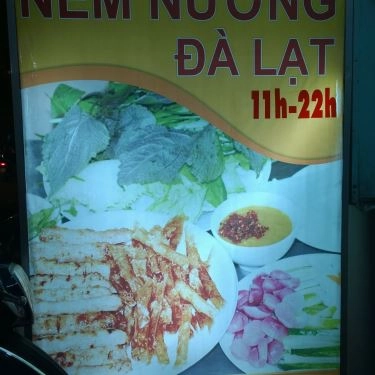 NEM NƯỚNG
ĐÀ LẠT
11h-22h